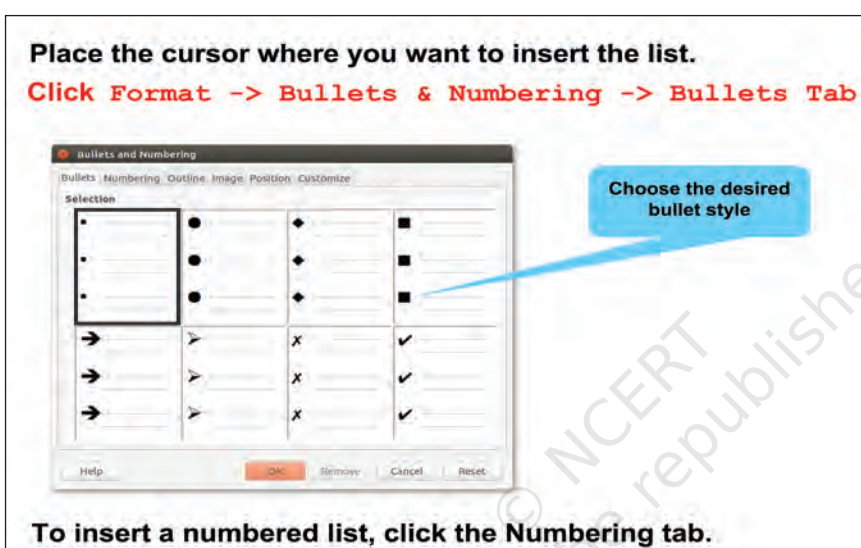 Place the cursor where you want to insert the list.
Click Format -> Bullets & Numbering -> Bullets Tab
Bullets and Numbering
Bullets Numbering Outline Image Position Customize
Selection
Choose the desired
bullet style
Help OK Remove Cancel Reset
© NCERT
republishe
To insert a numbered list, click the Numbering tab.